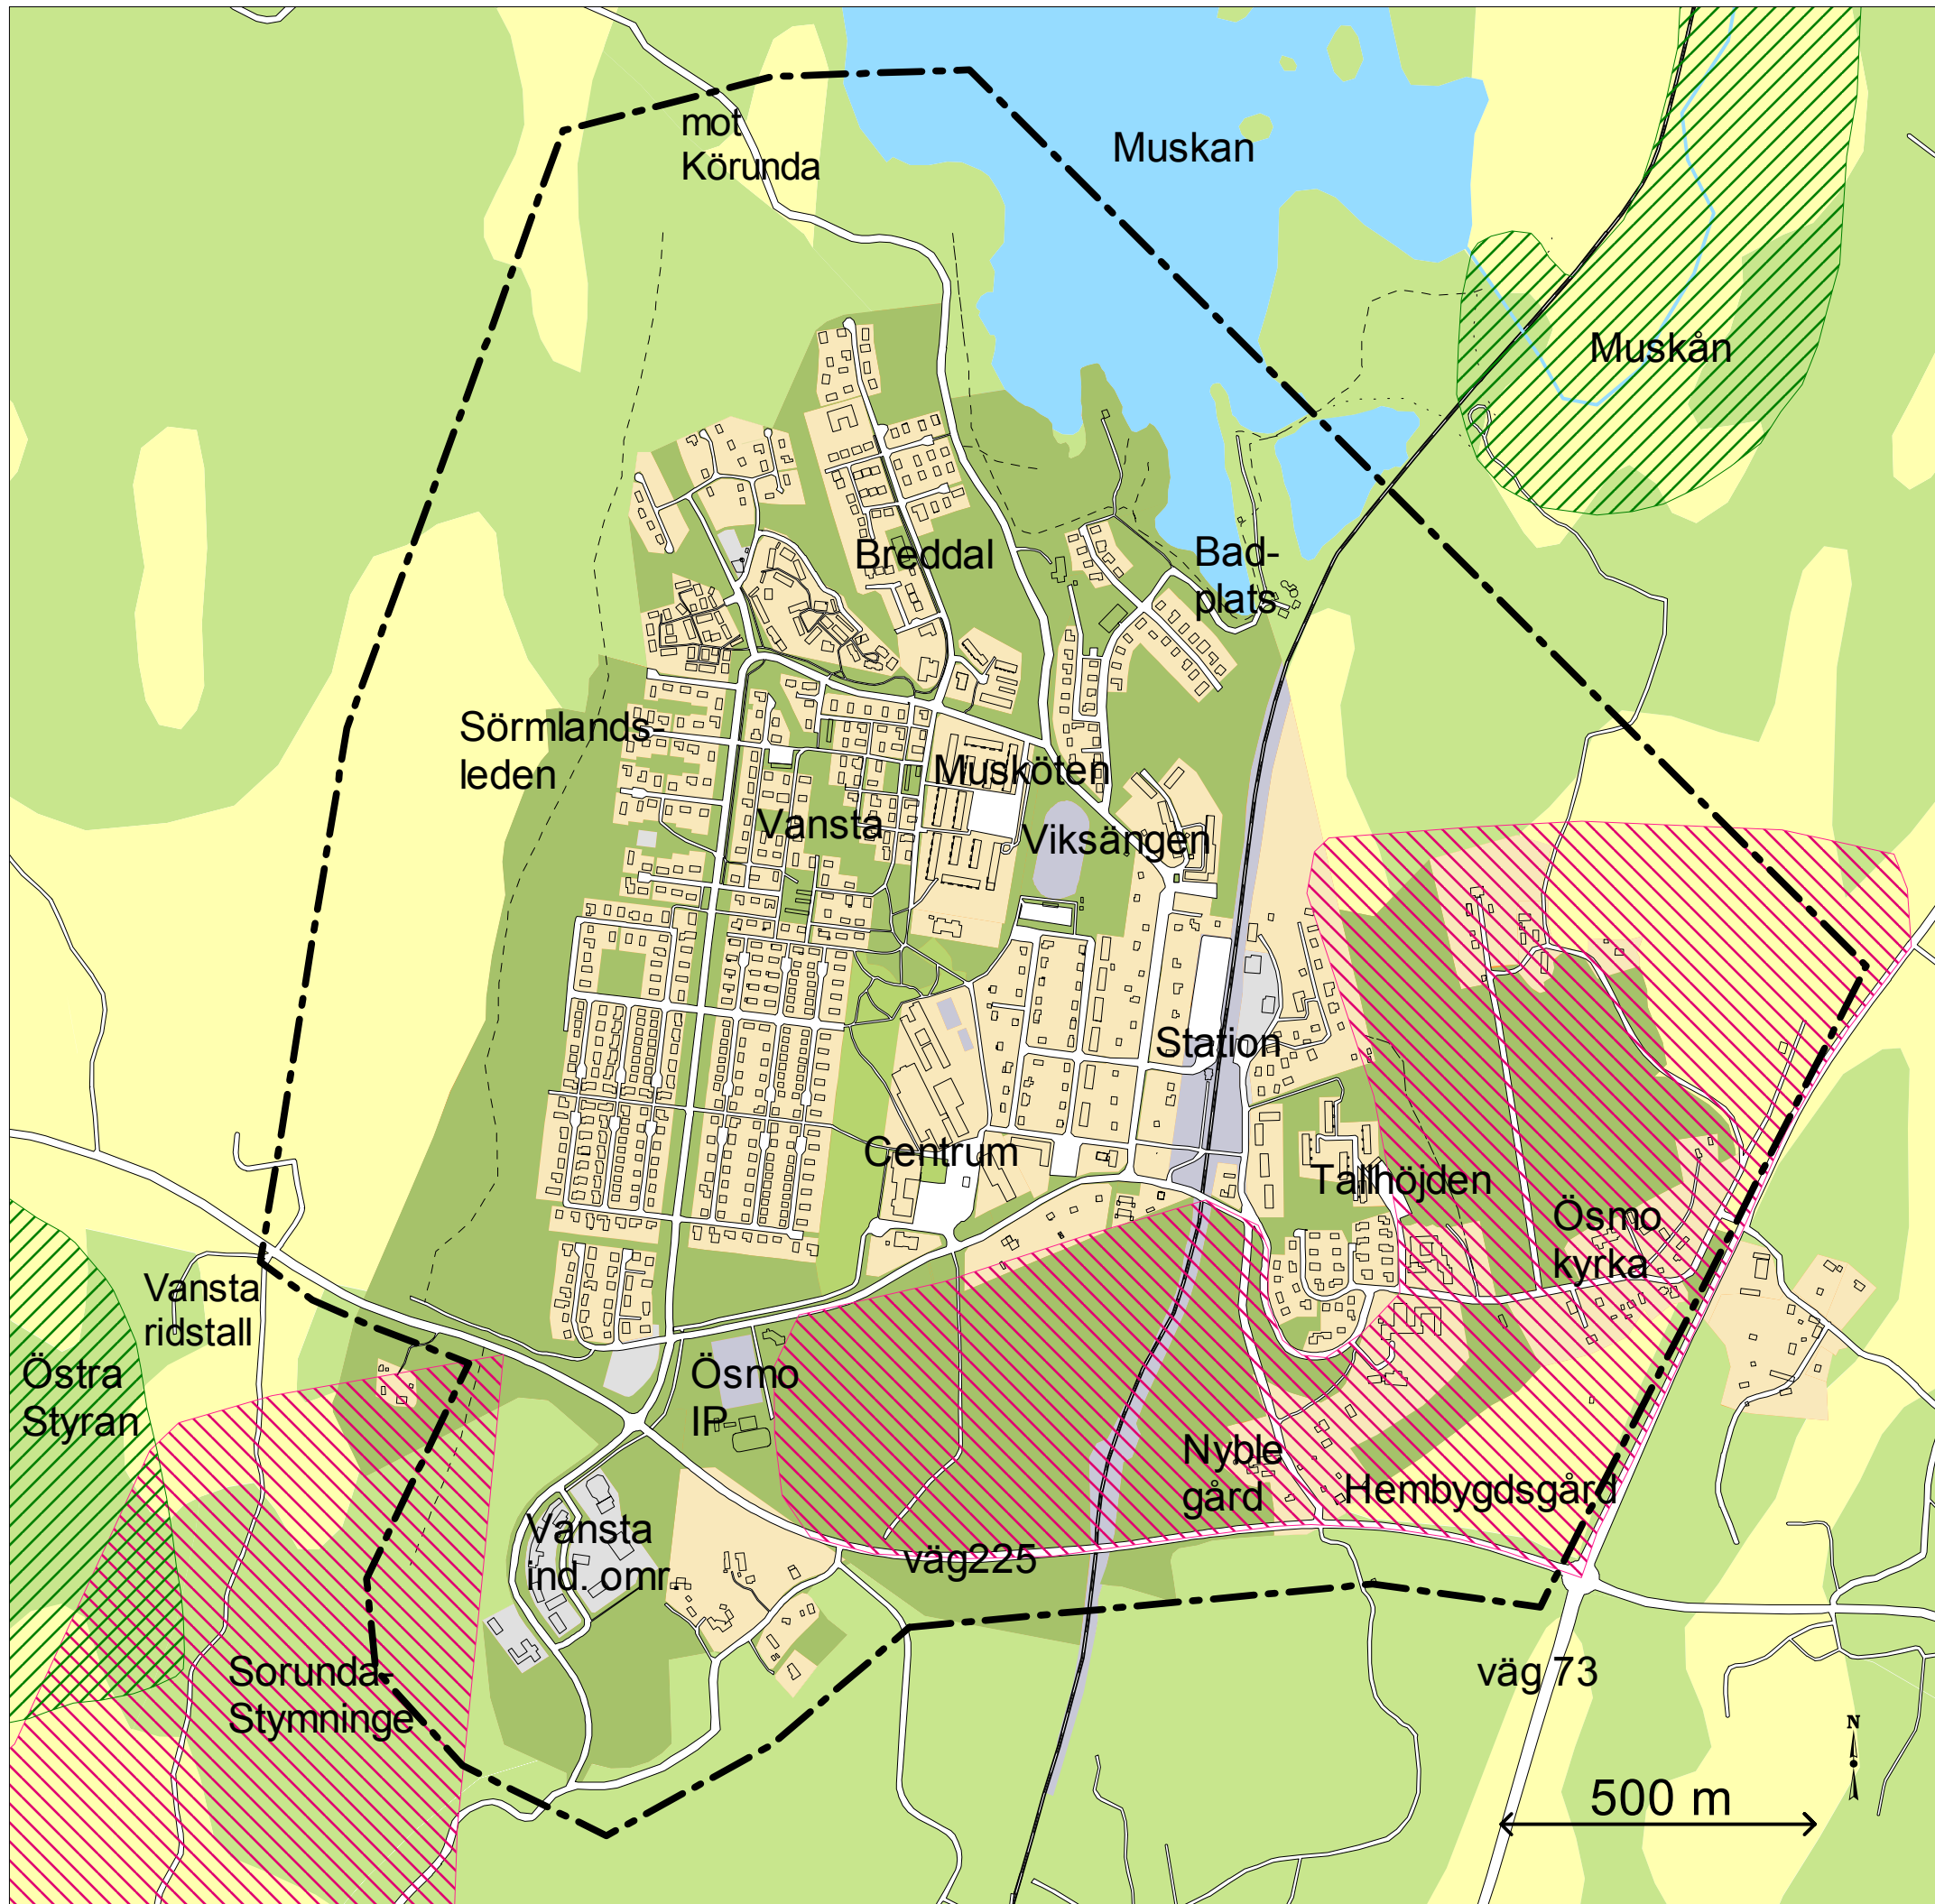 mot
Körunda
Muskan
Muskån
Breddal
Bad-
plats
Sörmlands-
leden
Musköten
Vansta
Viksängen
Station
Centrum
Tallhöjden
Ösmo
kyrka
Vansta
ridstall
Östra
Styran
Ösmo
IP
Nyble
gård
Hembygdsgård
Vansta
ind. omr.
väg225
Sorunda-
Stymninge
väg 73
N
500 m